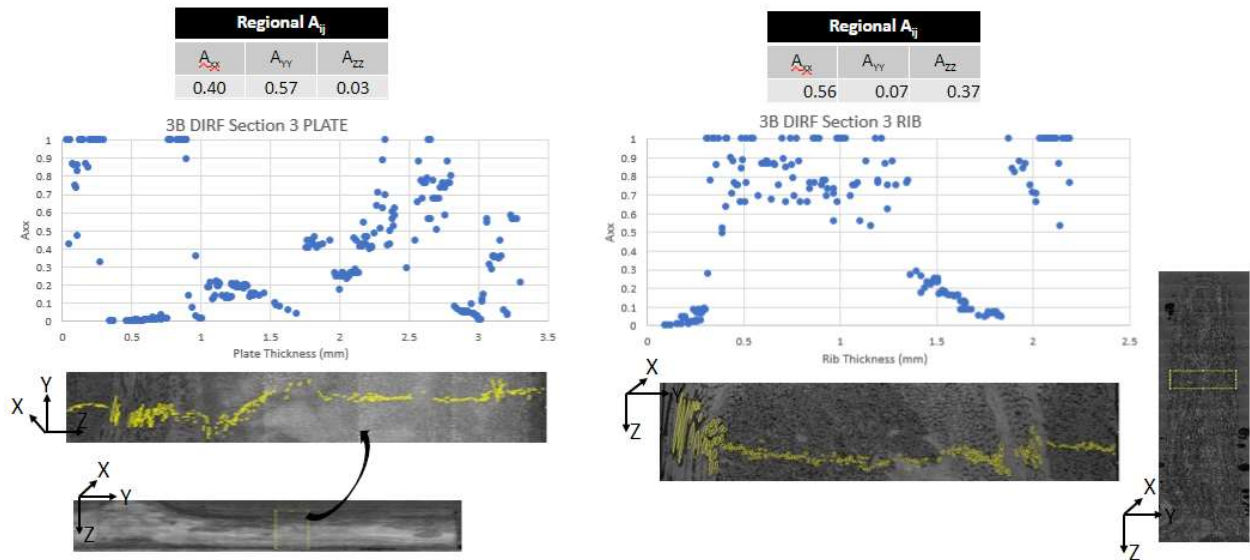 Regional Aij
Axx AYY AZZ
0.40 0.57 0.03
3B DIRF Section 3 PLATE
1
0.9
0.8
0.7
0.6
0.5
0.4
0.3
0.2
0.1
0
Axx
0 0.5 1 1.5 2 2.5 3 3.5
Plate Thickness (mm)
Y
X
Z
X
Y
Z
Regional Aij
Axx AYY AZZ
0.56 0.07 0.37
3B DIRF Section 3 RIB
1
0.9
0.8
0.7
0.6
0.5
0.4
0.3
0.2
0.1
0
Axx
0 0.5 1 1.5 2 2.5
Rib Thickness (mm)
X
Y
Z
X
Y
Z